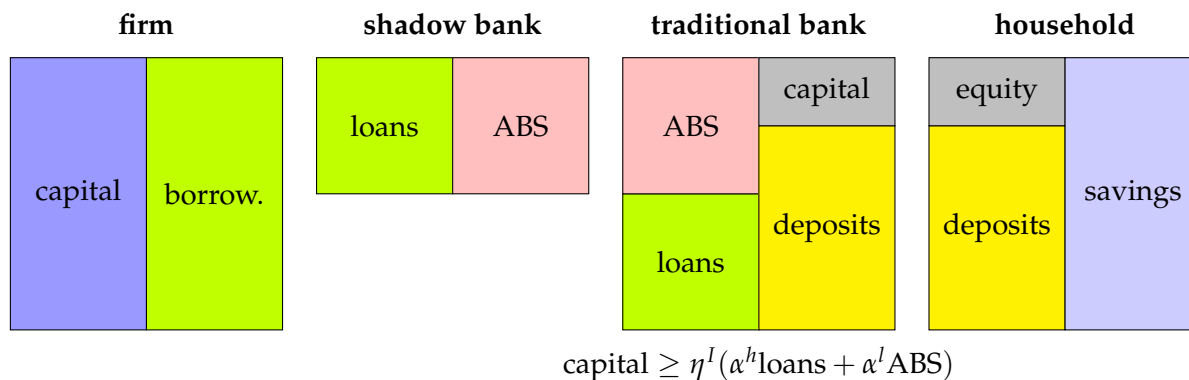 firm
shadow bank
traditional bank
household
capital
borrow.
loans
ABS
ABS
loans
capital
deposits
equity
deposits
savings
capital ≥ η^I(α^h loans + α^l ABS)